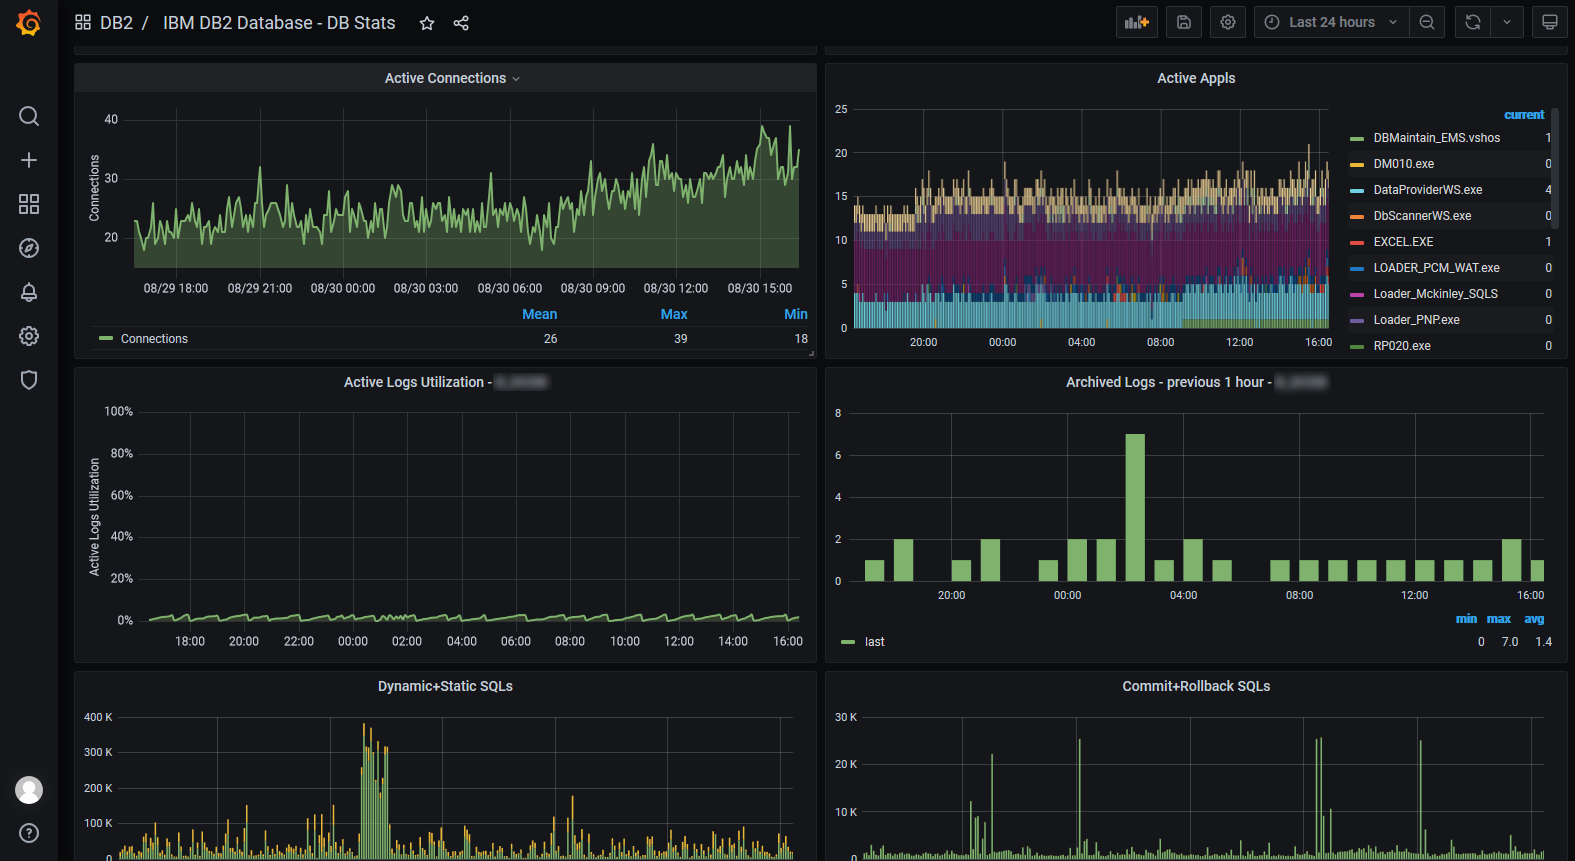 DB2 / IBM DB2 Database - DB Stats
Last 24 hours
Active Connections
Connections
40
30
20
08/29 18:00 08/29 21:00 08/30 00:00 08/30 03:00 08/30 06:00 08/30 09:00 08/30 12:00 08/30 15:00
Mean Max Min
Connections 26 39 18
Active Appls
25
20
15
10
5
0
20:00 00:00 04:00 08:00 12:00 16:00
current
DBMaintain_EMS.vshos 1
DM010.exe 0
DataProviderWS.exe 4
DbScannerWS.exe 0
EXCEL.EXE 1
LOADER_PCM_WAT.exe 0
Loader_Mckinley_SQLS 0
Loader_PNP.exe 0
RP020.exe 0
Active Logs Utilization -
Active Logs Utilization
100%
80%
60%
40%
20%
0%
18:00 20:00 22:00 00:00 02:00 04:00 06:00 08:00 10:00 12:00 14:00 16:00
Archived Logs - previous 1 hour -
8
6
4
2
0
20:00 00:00 04:00 08:00 12:00 16:00
min max avg
last 0 7.0 1.4
Dynamic+Static SQLs
400 K
300 K
200 K
100 K
0
Commit+Rollback SQLs
30 K
20 K
10 K
0